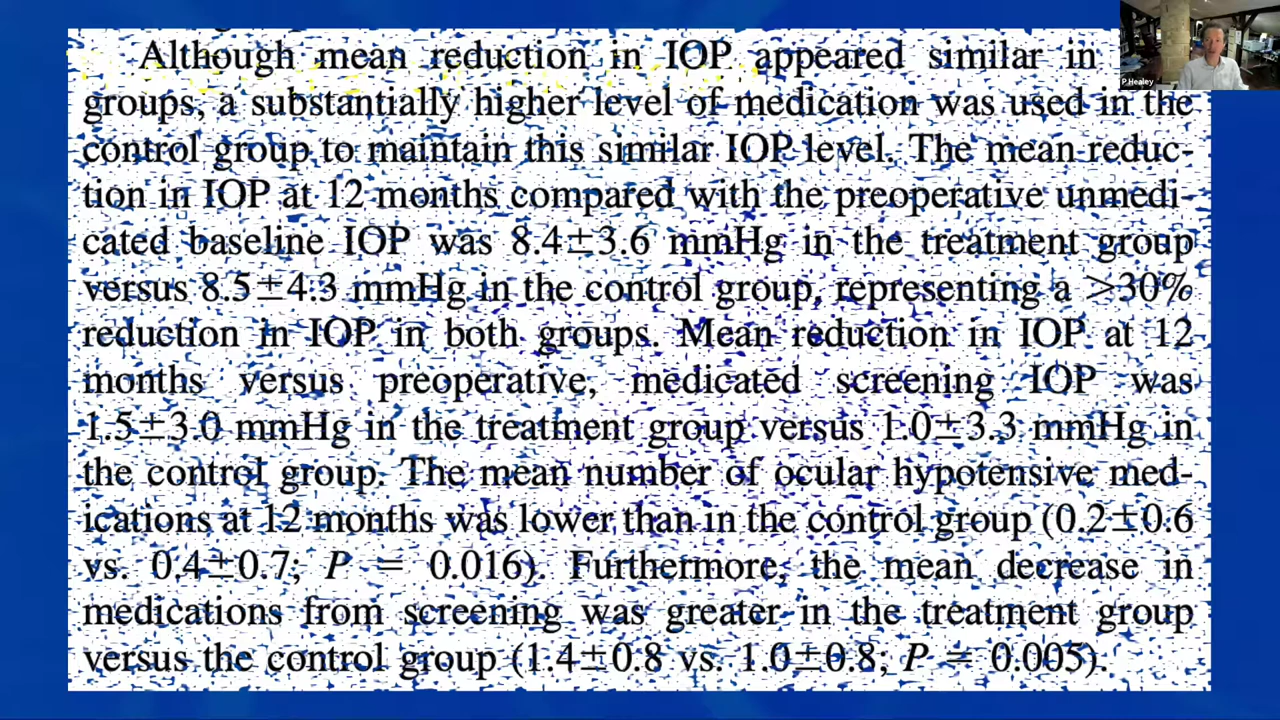 Although mean reduction in IOP appeared similar in
groups, a substantially higher level of medication was used in the
control group to maintain this similar IOP level. The mean reduc-
tion in IOP at 12 months compared with the preoperative unmedi-
cated baseline IOP was 8.4±3.6 mmHg in the treatment group
versus 8.5±4.3 mmHg in the control group, representing a >30%
reduction in IOP in both groups. Mean reduction in IOP at 12
months versus preoperative, medicated screening IOP was
1.5±3.0 mmHg in the treatment group versus 1.0±3.3 mmHg in
the control group. The mean number of ocular hypotensive med-
ications at 12 months was lower than in the control group (0.2±0.6
vs. 0.4±0.7; P = 0.016). Furthermore, the mean decrease in
medications from screening was greater in the treatment group
versus the control group (1.4±0.8 vs. 1.0±0.8; P = 0.005).
P Healey